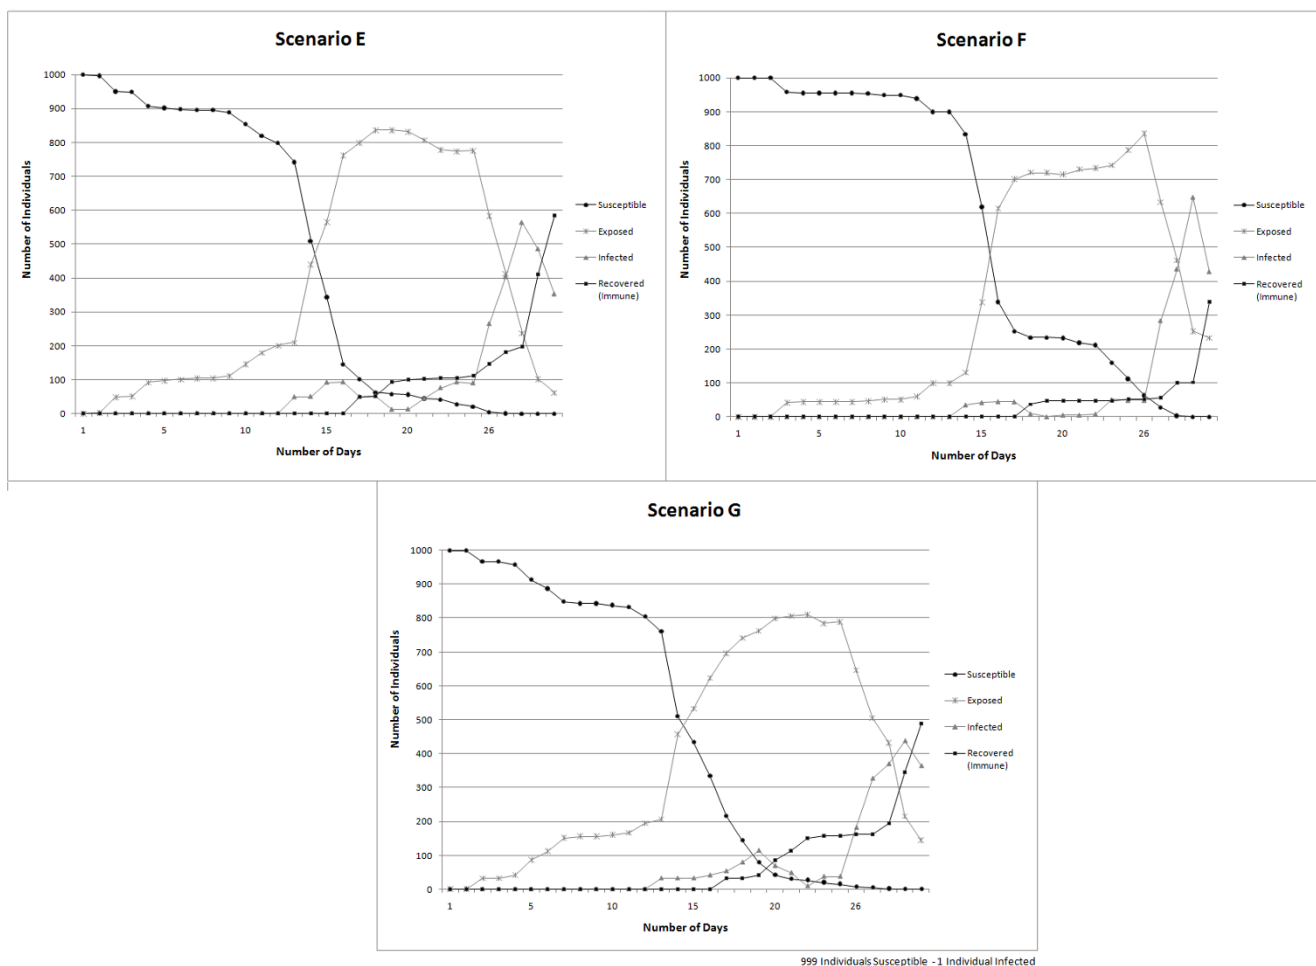 Scenario E
Number of Individuals
1000
900
800
700
600
500
400
300
200
100
0
1
5
10
15
20
26
Number of Days
Susceptible
Exposed
Infected
Recovered
(Immune)
Scenario F
Number of Individuals
1000
900
800
700
600
500
400
300
200
100
0
1
5
10
15
20
26
Number of Days
Susceptible
Exposed
Infected
Recovered
(Immune)
Scenario G
Number of Individuals
1000
900
800
700
600
500
400
300
200
100
0
1
5
10
15
20
26
Number of Days
Susceptible
Exposed
Infected
Recovered
(Immune)
999 Individuals Susceptible - 1 Individual Infected